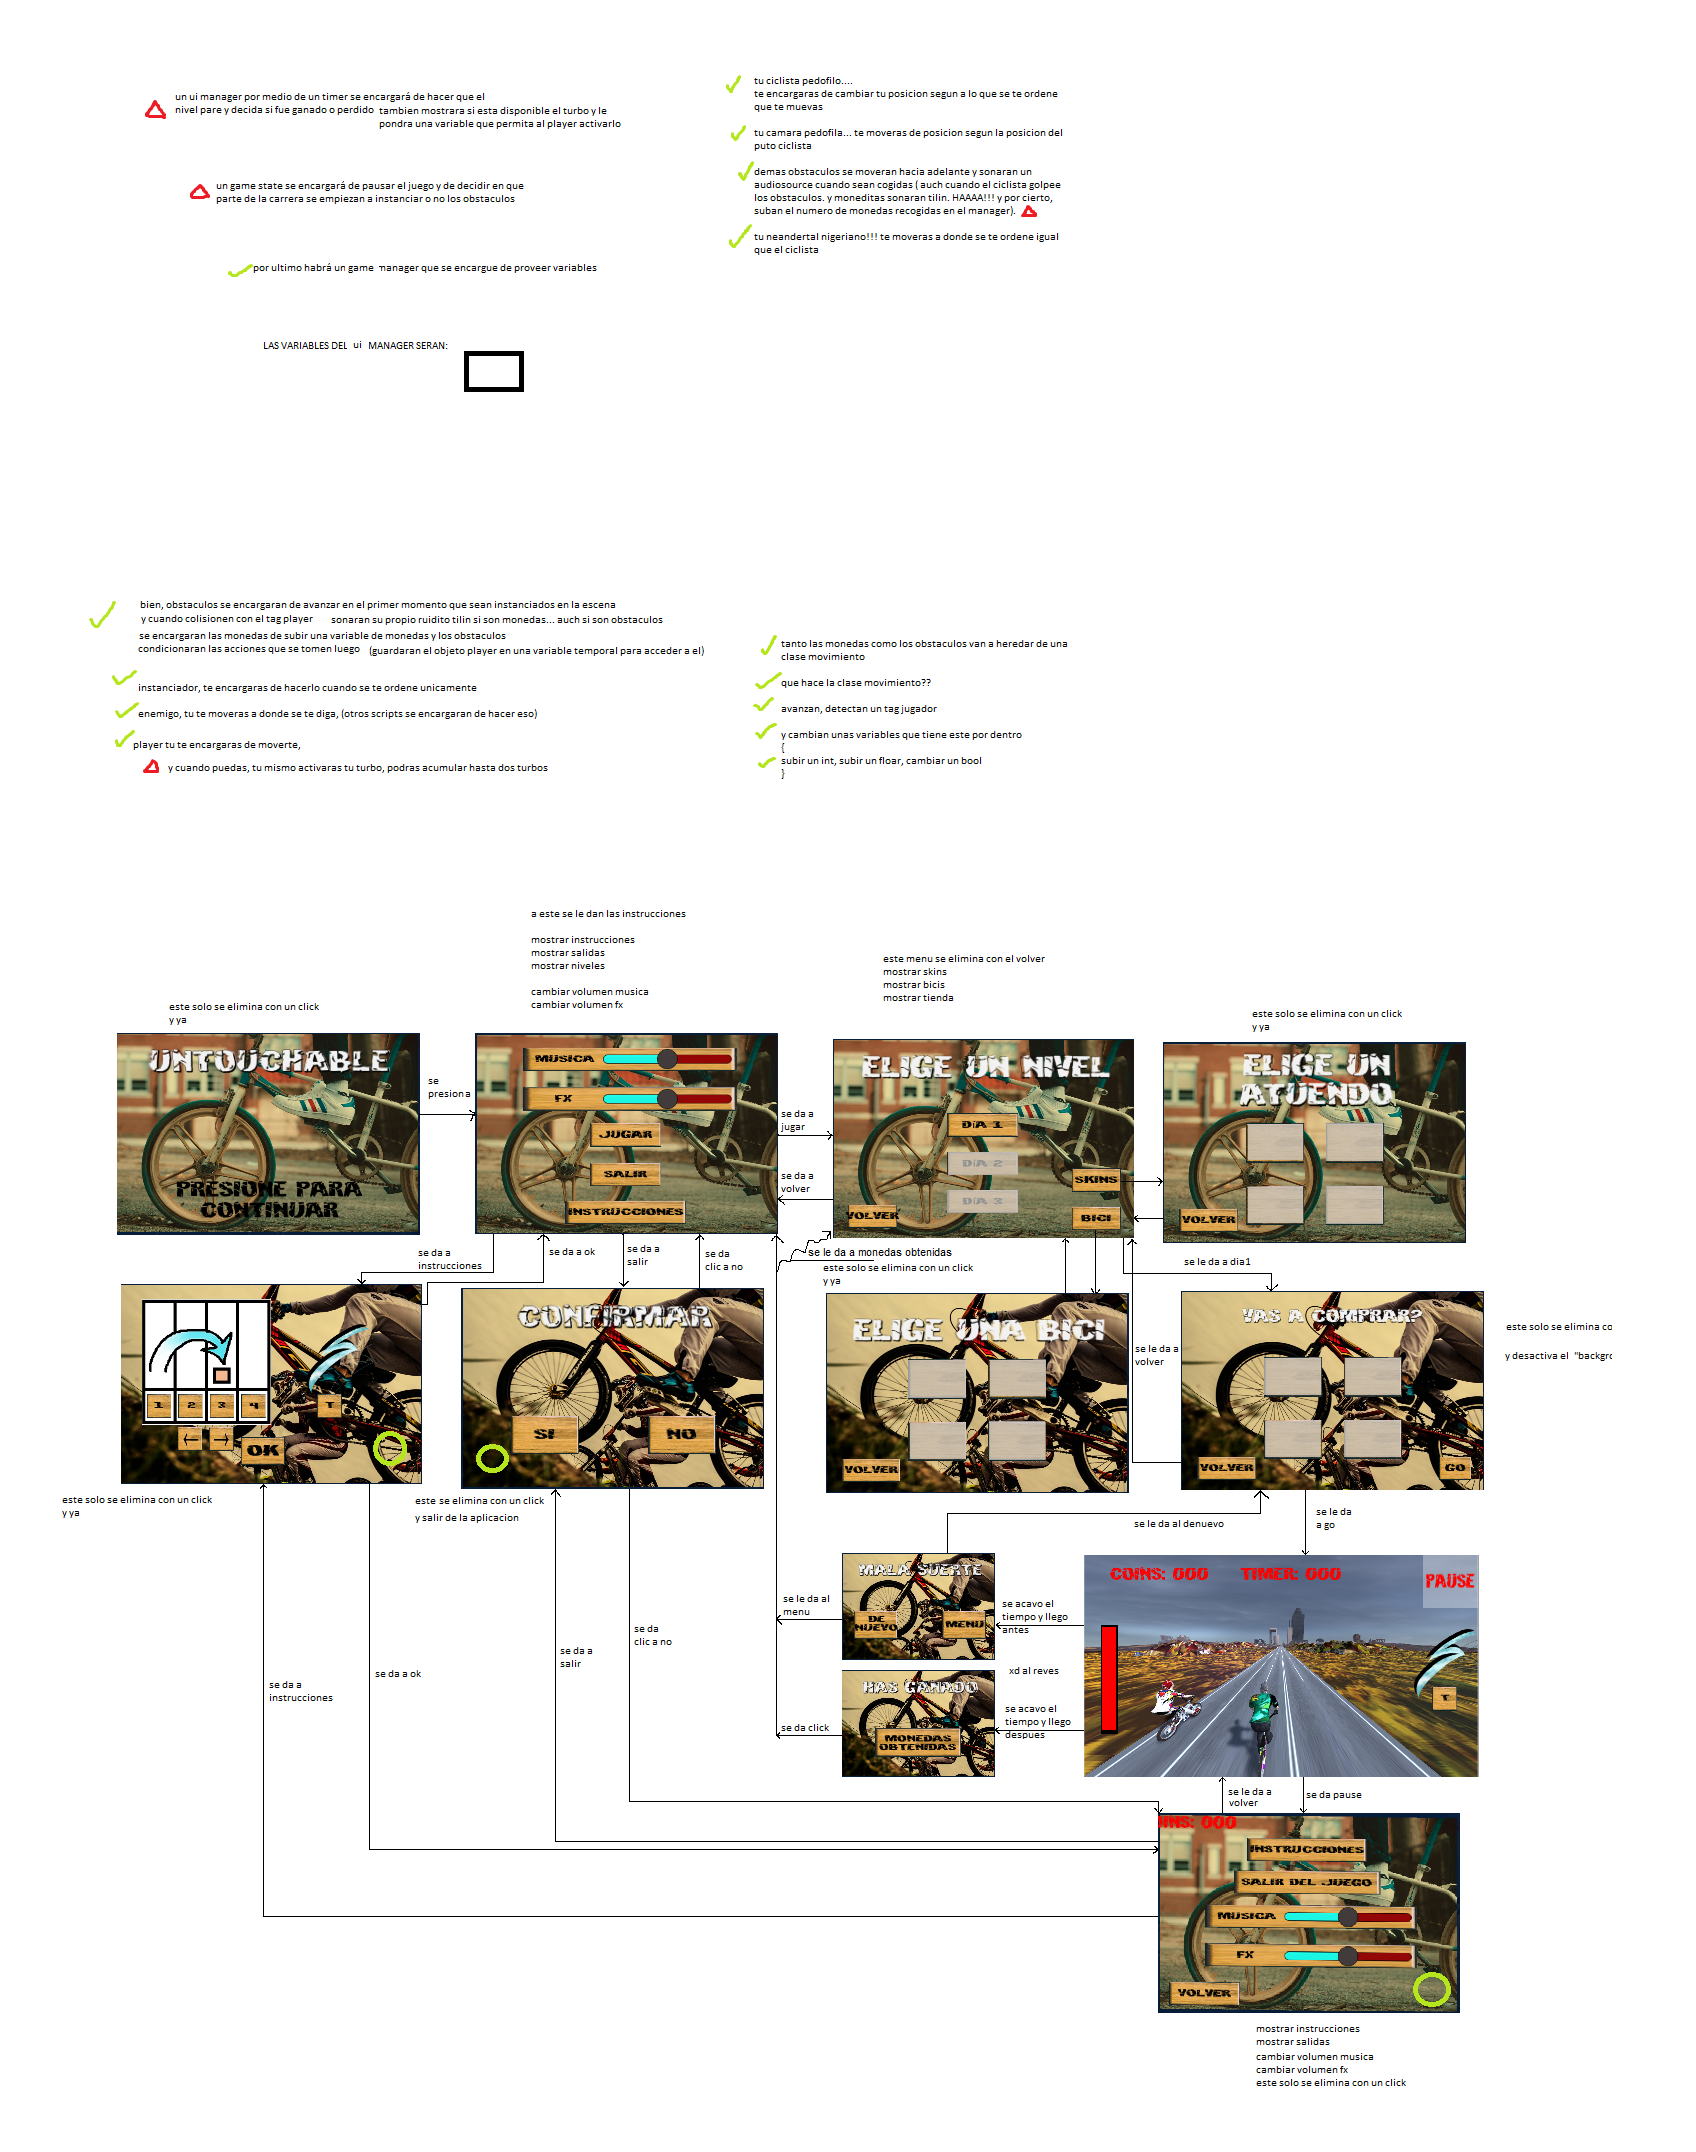 un ui manager por medio de un timer se encargará de hacer que el
nivel pare y decida si fue ganado o perdido
tambien mostrara si esta disponible el turbo y le
pondra una variable que permita al player activarlo
un game state se encargará de pausar el juego y de decidir en que
parte de la carrera se empiezan a instanciar o no los obstaculos
por ultimo habrá un game manager que se encargue de proveer variables
LAS VARIABLES DEL ui MANAGER SERAN:
tu ciclista pedofilo....
te encargaras de cambiar tu posicion segun a lo que se te ordene
que te muevas
tu camara pedofila... te moveras de posicion segun la posicion del
puto ciclista
demas obstaculos se moveran hacia adelante y sonaran un
audiosource cuando sean cogidas ( auch cuando el ciclista golpee
los obstaculos. y moneditas sonaran tilin. HAAAA!!! y por cierto,
suban el numero de monedas recogidas en el manager).
tu neandertal nigeriano!!! te moveras a donde se te ordene igual
que el ciclista
bien, obstaculos se encargaran de avanzar en el primer momento que sean instanciados en la escena
y cuando colisionen con el tag player sonaran su propio ruidito tilin si son monedas... auch si son obstaculos
se encargaran las monedas de subir una variable de monedas y los obstaculos
condicionaran las acciones que se tomen luego (guardaran el objeto player en una variable temporal para acceder a el)
instanciador, te encargaras de hacerlo cuando se te ordene unicamente
enemigo, tu te moveras a donde se te diga, (otros scripts se encargaran de hacer eso)
player tu te encargaras de moverte,
y cuando puedas, tu mismo activaras tu turbo, podras acumular hasta dos turbos
tanto las monedas como los obstaculos van a heredar de una
clase movimiento
que hace la clase movimiento??
avanzan, detectan un tag jugador
y cambian unas variables que tiene este por dentro
{
subir un int, subir un floar, cambiar un bool
}
a este se le dan las instrucciones
mostrar instrucciones
mostrar salidas
mostrar niveles
cambiar volumen musica
cambiar volumen fx
este menu se elimina con el volver
mostrar skins
mostrar bicis
mostrar tienda
este solo se elimina con un click
y ya
este solo se elimina con un click
y ya
UNTOUCHABLE
PRESIONE PARA
CONTINUAR
se
presiona
MUSICA
FX
JUGAR
SALIR
INSTRUCCIONES
se da a
jugar
se da a
volver
ELIGE UN NIVEL
DIA 1
DIA 2
DIA 3
SKINS
BICI
VOLVER
ELIGE UN
ATUENDO
VOLVER
se da a
instrucciones
se da a ok
se da a
salir
se da
clic a no
se le da a monedas obtenidas
este solo se elimina con un click
y ya
se le da a dia1
1 2 3 4
T
← →
OK
CONFIRMAR
SI
NO
ELIGE UNA BICI
VOLVER
se le da a
volver
VAS A COMPRAR?
VOLVER
GO
este solo se elimina co
y desactiva el "backgro
este solo se elimina con un click
y ya
este se elimina con un click
y salir de la aplicacion
se le da al denuevo
se le da
a go
MALA SUERTE
DE
NUEVO
MENU
se le da al
menu
se acavo el
tiempo y llego
antes
xd al reves
HAS GANADO
MONEDAS
OBTENIDAS
se da click
se acavo el
tiempo y llego
despues
COINS: 000
TIMER: 000
PAUSE
T
se da a
instrucciones
se da a ok
se da a
salir
se da
clic a no
se le da a
volver
se da pause
INS: 000
INSTRUCCIONES
SALIR DEL JUEGO
MUSICA
FX
VOLVER
mostrar instrucciones
mostrar salidas
cambiar volumen musica
cambiar volumen fx
este solo se elimina con un click